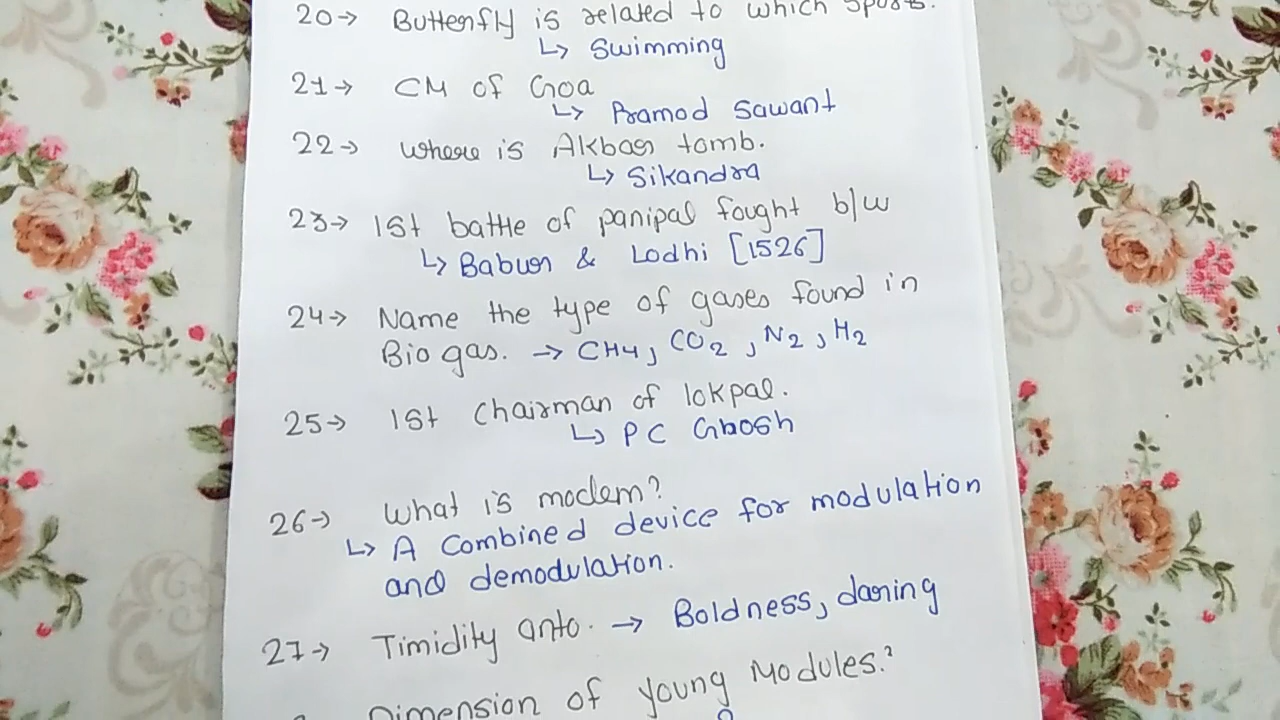 20→ Butterfly is related to which sports.
↳ Swimming
21→ CM of Goa
↳ Pramod Sawant
22→ where is Akbar tomb.
↳ Sikandra
23→ 1st battle of panipal fought b/w
↳ Babur & Lodhi [1526]
24→ Name the type of gases found in
Bio gas. → CH4, CO2, N2, H2
25→ 1st Chairman of lokpal.
↳ PC Ghosh
26→ What is modem?
↳ A Combined device for modulation
and demodulation.
27→ Timidity anto. → Boldness, daring
Dimension of young Modules.?